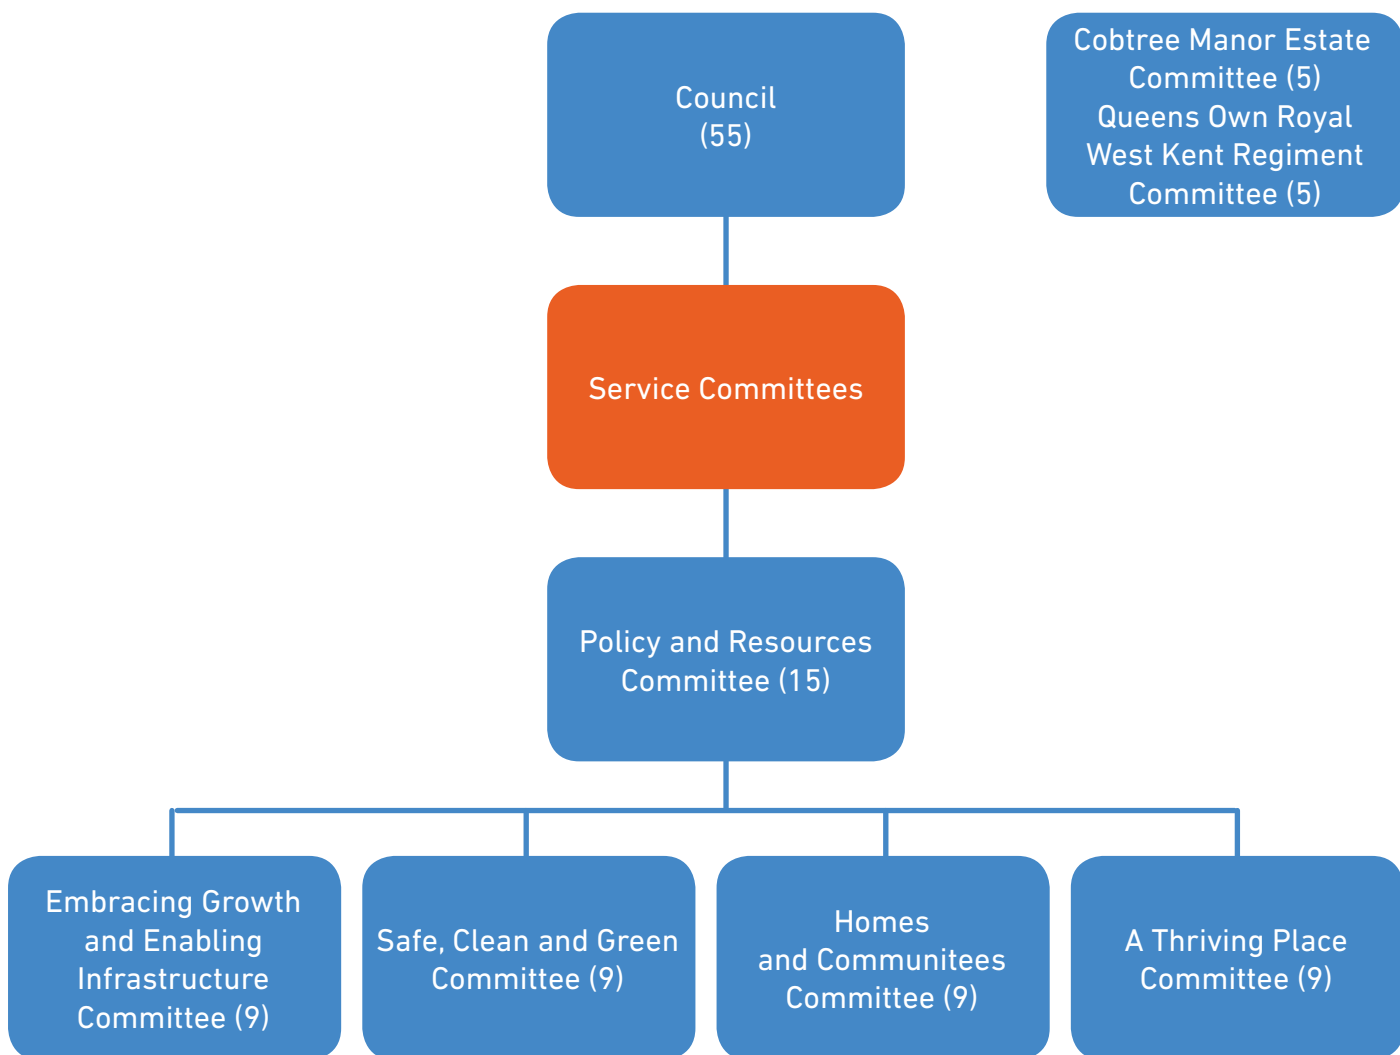 Council
(55)
Cobtree Manor Estate
Committee (5)
Queens Own Royal
West Kent Regiment
Committee (5)
Service Committees
Policy and Resources
Committee (15)
Embracing Growth
and Enabling
Infrastructure
Committee (9)
Safe, Clean and Green
Committee (9)
Homes
and Communitees
Committee (9)
A Thriving Place
Committee (9)